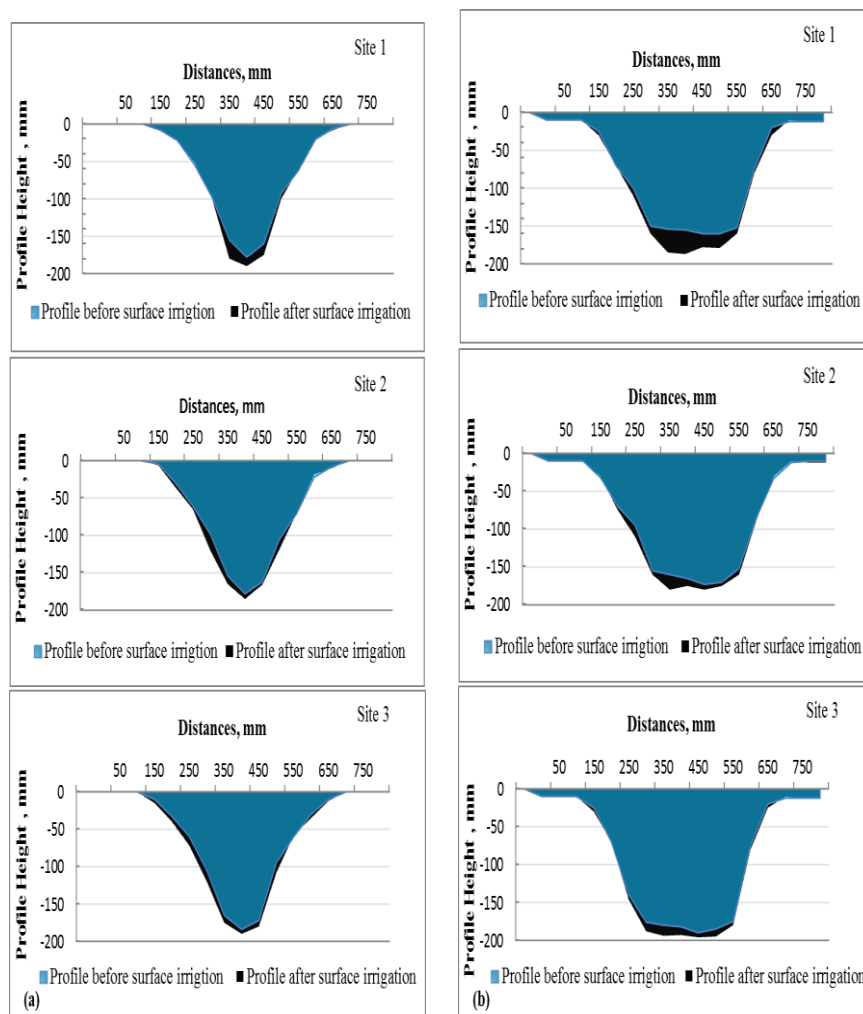 Site 1
Distances, mm
50 150 250 350 450 550 650 750
0
-50
-100
-150
-200
Profile Height , mm
Profile before surface irrigtion Profile after surface irrigation
Site 2
Distances, mm
50 150 250 350 450 550 650 750
0
-50
-100
-150
-200
Profile Height , mm
Profile before surface irrigtion Profile after surface irrigation
Site 3
Distances, mm
50 150 250 350 450 550 650 750
0
-50
-100
-150
-200
Profile Height , mm
Profile before surface irrigtion Profile after surface irrigation
(a)
Site 1
Distances, mm
50 150 250 350 450 550 650 750
0
-50
-100
-150
-200
Profile Height , mm
Profile before surface irrigtion Profile after surface irrigation
Site 2
Distances, mm
50 150 250 350 450 550 650 750
0
-50
-100
-150
-200
Profile Height , mm
Profile before surface irrigtion Profile after surface irrigation
Site 3
Distances, mm
50 150 250 350 450 550 650 750
0
-50
-100
-150
-200
Profile Height , mm
Profile before surface irrigtion Profile after surface irrigation
(b)